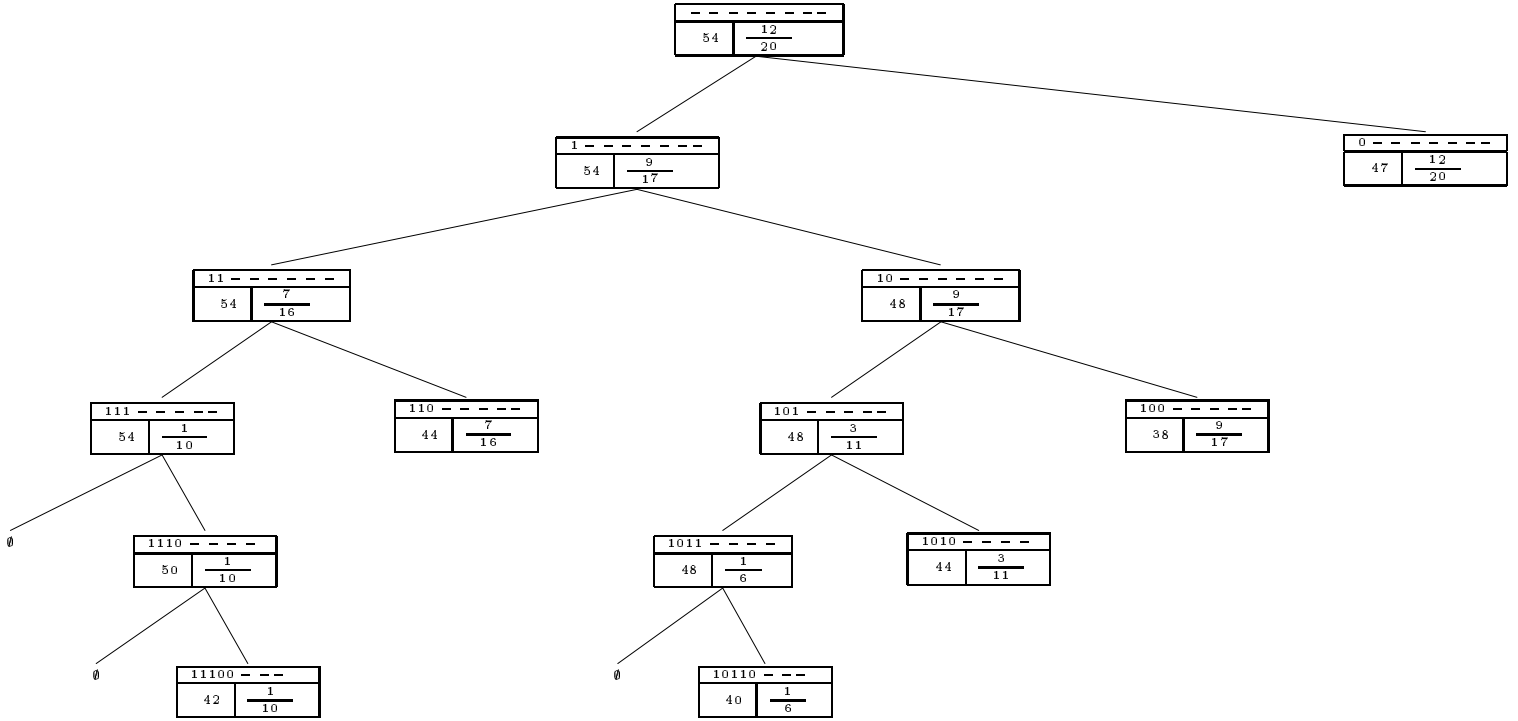 – – – – – – – –
54 12
20
1 – – – – – – –
54 9
17
0 – – – – – – –
47 12
20
11 – – – – – –
54 7
16
10 – – – – – –
48 9
17
111 – – – – –
54 1
10
110 – – – – –
44 7
16
101 – – – – –
48 3
11
100 – – – – –
38 9
17
∅
1110 – – – –
50 1
10
1011 – – – –
48 1
6
1010 – – – –
44 3
11
∅
11100 – – –
42 1
10
∅
10110 – – –
40 1
6